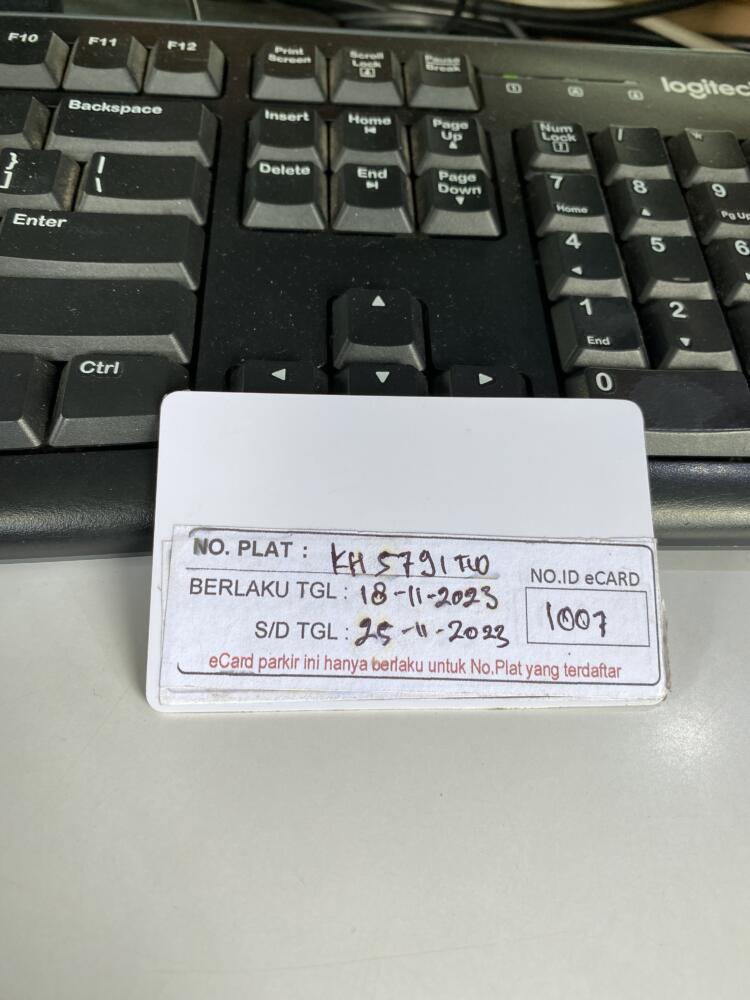 F10 F11 F12 Print Screen Scroll Lock Pause Break
logitec
Backspace Insert Home Page Up Num Lock / *
} ] | \ Delete End Page Down 7 Home 8 9 Pg Up
Enter 4 5 6
1 End 2
Ctrl 0
NO. PLAT : KH 5791 TW
BERLAKU TGL : 18-11-2023
NO.ID eCARD
S/D TGL : 25-11-2023
1007
eCard parkir ini hanya berlaku untuk No.Plat yang terdaftar